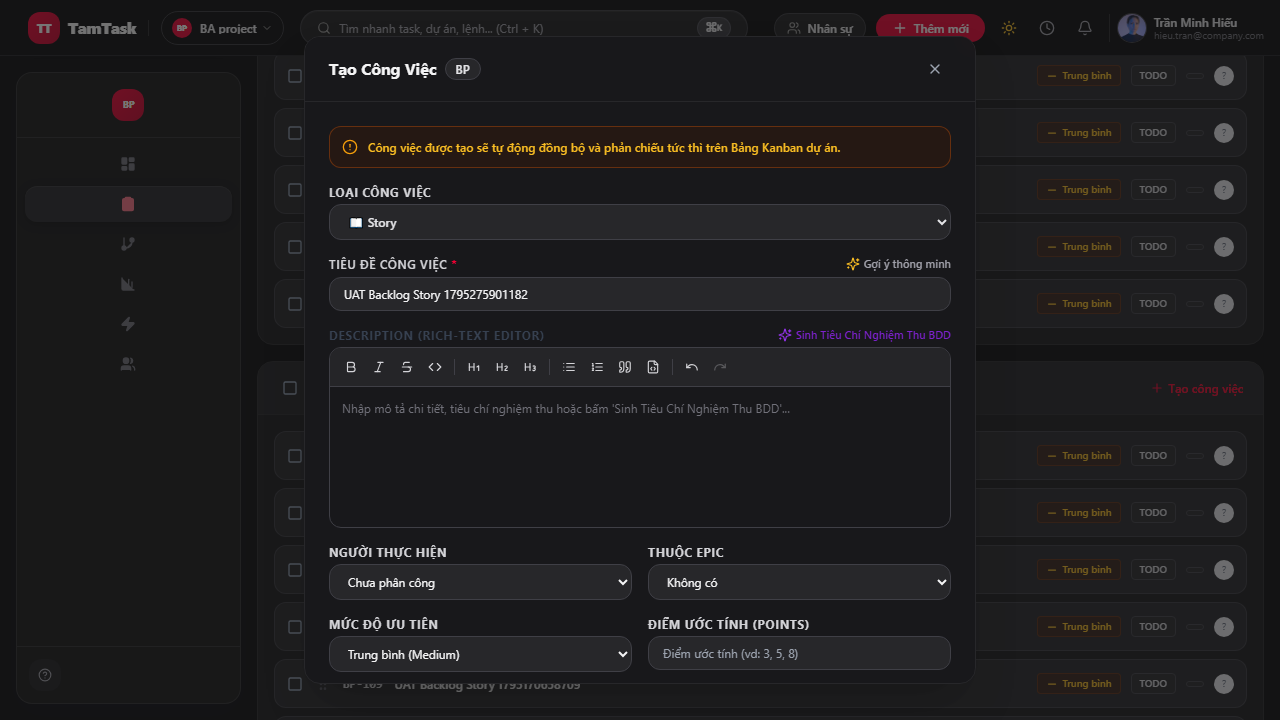 TT TamTask BP BA project Tìm nhanh task, dự án, lệnh... (Ctrl + K) ⌘K Nhân sự + Thêm mới Trần Minh Hiếu
hieu.tran@company.com
Tạo Công Việc BP
BP
Trung bình TODO ?
Công việc được tạo sẽ tự động đồng bộ và phản chiếu tức thì trên Bảng Kanban dự án.
Trung bình TODO ?
LOẠI CÔNG VIỆC
Trung bình TODO ?
Story
Trung bình TODO ?
TIÊU ĐỀ CÔNG VIỆC * Gợi ý thông minh
UAT Backlog Story 1795275901182
Trung bình TODO ?
DESCRIPTION (RICH-TEXT EDITOR) Sinh Tiêu Chí Nghiệm Thu BDD
B I S <> H1 H2 H3
+ Tạo công việc
Nhập mô tả chi tiết, tiêu chí nghiệm thu hoặc bấm 'Sinh Tiêu Chí Nghiệm Thu BDD'...
Trung bình TODO ?
Trung bình TODO ?
NGƯỜI THỰC HIỆN THUỘC EPIC
Trung bình TODO ?
Chưa phân công Không có
MỨC ĐỘ ƯU TIÊN ĐIỂM ƯỚC TÍNH (POINTS)
Trung bình TODO ?
Trung bình (Medium) Điểm ước tính (vd: 3, 5, 8)
UAT Backlog Story Trung bình TODO ?